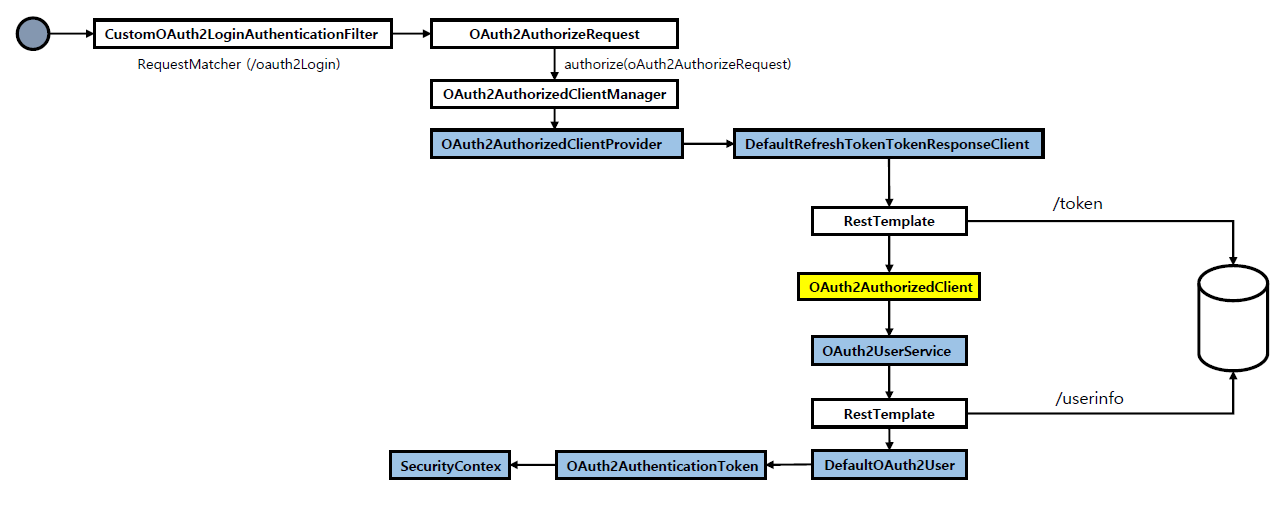 CustomOAuth2LoginAuthenticationFilter
OAuth2AuthorizeRequest
RequestMatcher (/oauth2Login)
authorize(oAuth2AuthorizeRequest)
OAuth2AuthorizedClientManager
OAuth2AuthorizedClientProvider
DefaultRefreshTokenTokenResponseClient
/token
RestTemplate
OAuth2AuthorizedClient
OAuth2UserService
/userinfo
RestTemplate
SecurityContex
OAuth2AuthenticationToken
DefaultOAuth2User